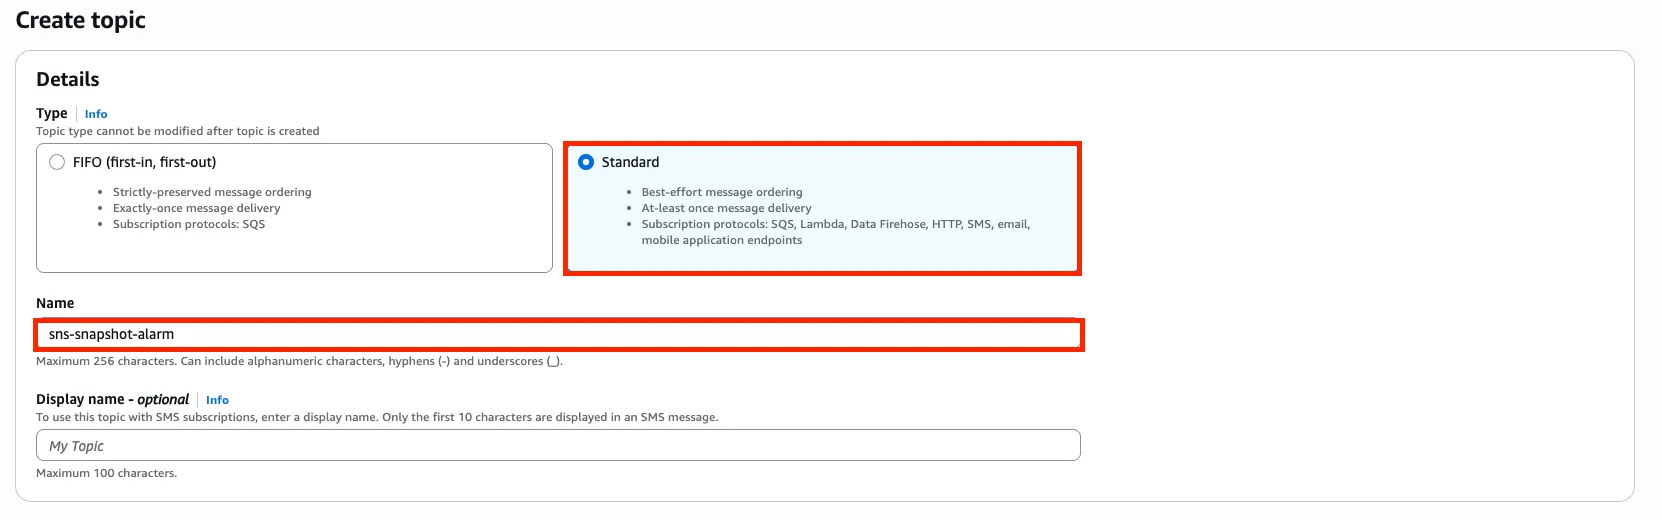 Create topic
Details
Type Info
Topic type cannot be modified after topic is created
FIFO (first-in, first-out)
• Strictly-preserved message ordering
• Exactly-once message delivery
• Subscription protocols: SQS
Standard
• Best-effort message ordering
• At-least once message delivery
• Subscription protocols: SQS, Lambda, Data Firehose, HTTP, SMS, email,
mobile application endpoints
Name
sns-snapshot-alarm
Maximum 256 characters. Can include alphanumeric characters, hyphens (-) and underscores (_).
Display name - optional Info
To use this topic with SMS subscriptions, enter a display name. Only the first 10 characters are displayed in an SMS message.
My Topic
Maximum 100 characters.